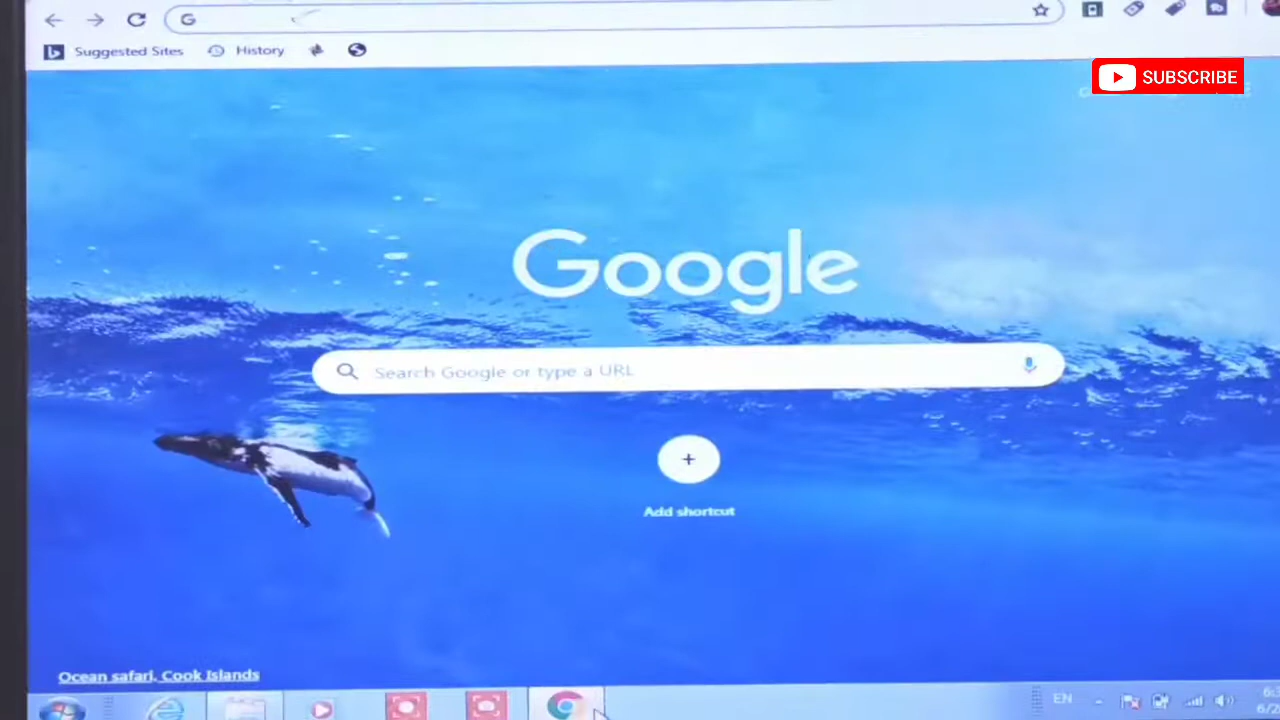 Suggested Sites
History
SUBSCRIBE
Google
Search Google or type a URL
Add shortcut
Ocean safari, Cook Islands
EN